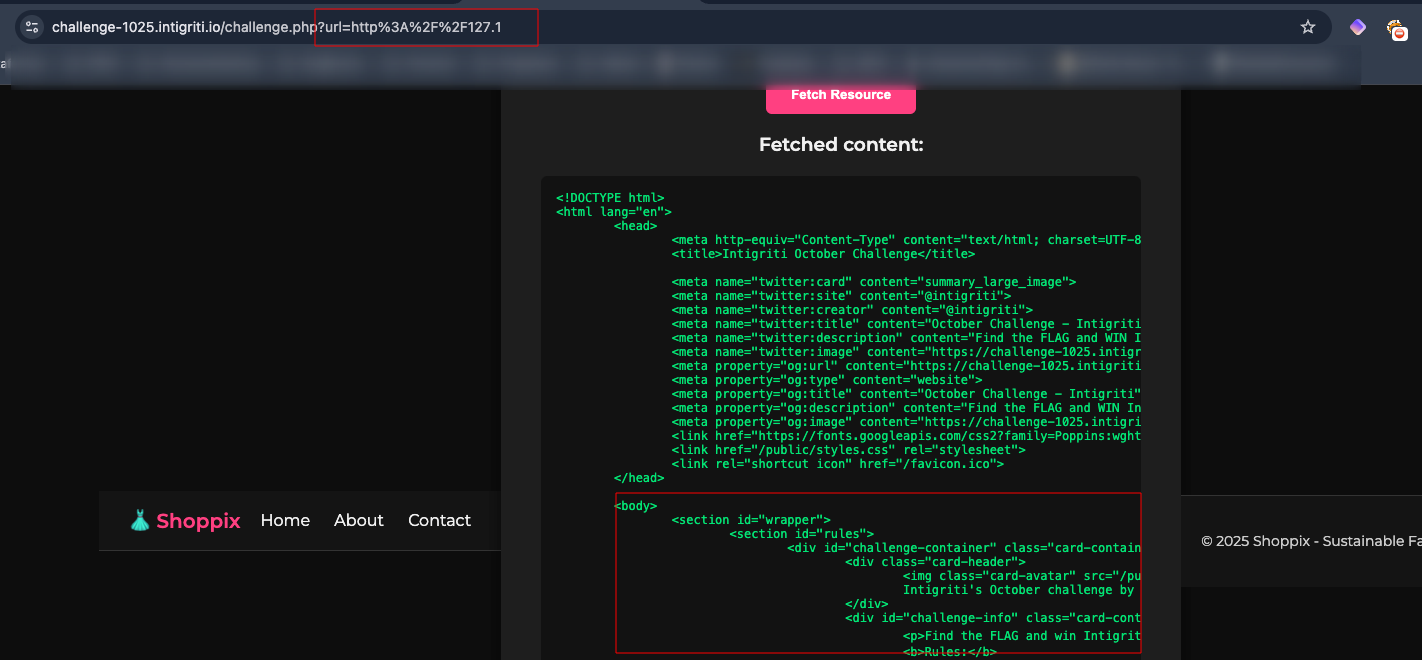 challenge-1025.intigriti.io/challenge.php?url=http%3A%2F%2F127.1
Fetch Resource
Fetched content:
<!DOCTYPE html>
<html lang="en">
<head>
<meta http-equiv="Content-Type" content="text/html; charset=UTF-8
<title>Intigriti October Challenge</title>
<meta name="twitter:card" content="summary_large_image">
<meta name="twitter:site" content="@intigriti">
<meta name="twitter:creator" content="@intigriti">
<meta name="twitter:title" content="October Challenge - Intigriti
<meta name="twitter:description" content="Find the FLAG and WIN I
<meta name="twitter:image" content="https://challenge-1025.intigr
<meta property="og:url" content="https://challenge-1025.intigriti
<meta property="og:type" content="website">
<meta property="og:title" content="October Challenge - Intigriti"
<meta property="og:description" content="Find the FLAG and WIN In
<meta property="og:image" content="https://challenge-1025.intigri
<link href="https://fonts.googleapis.com/css2?family=Poppins:wght
<link href="/public/styles.css" rel="stylesheet">
<link rel="shortcut icon" href="/favicon.ico">
</head>
<body>
<section id="wrapper">
<section id="rules">
<div id="challenge-container" class="card-contain
<div class="card-header">
<img class="card-avatar" src="/pu
Intigriti's October challenge by
</div>
<div id="challenge-info" class="card-cont
<p>Find the FLAG and win Intigrit
<b>Rules:</b>
Shoppix Home About Contact
© 2025 Shoppix - Sustainable Fa